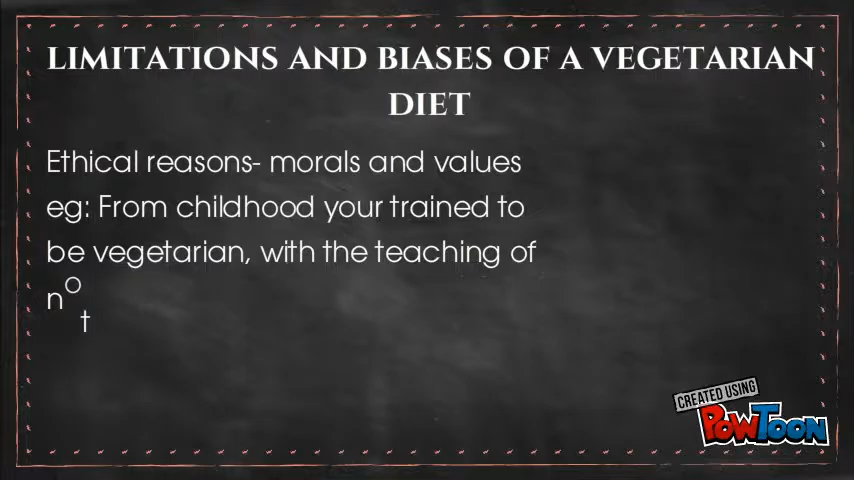 LIMITATIONS AND BIASES OF A VEGETARIAN
DIET
Ethical reasons- morals and values
eg: From childhood your trained to
be vegetarian, with the teaching of
not
CREATED USING
POWTOON